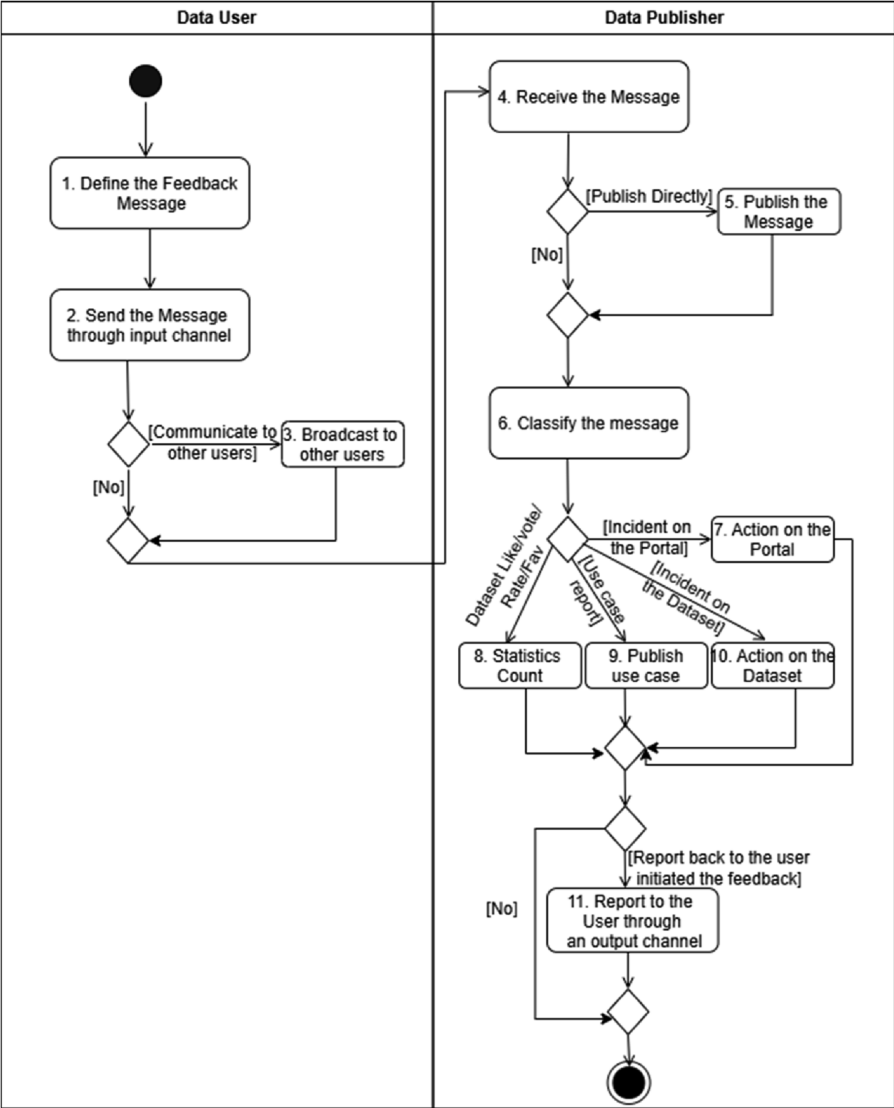 Data User
Data Publisher
1. Define the Feedback
Message
2. Send the Message
through input channel
[Communicate to
other users]
3. Broadcast to
other users
[No]
4. Receive the Message
[Publish Directly]
5. Publish the
Message
[No]
6. Classify the message
[Incident on
the Portal]
7. Action on the
Portal
Dataset Like/vote/
Rate/Fav
[Use case
report]
[Incident on
the Dataset]
8. Statistics
Count
9. Publish
use case
10. Action on the
Dataset
[Report back to the user
initiated the feedback]
[No]
11. Report to the
User through
an output channel